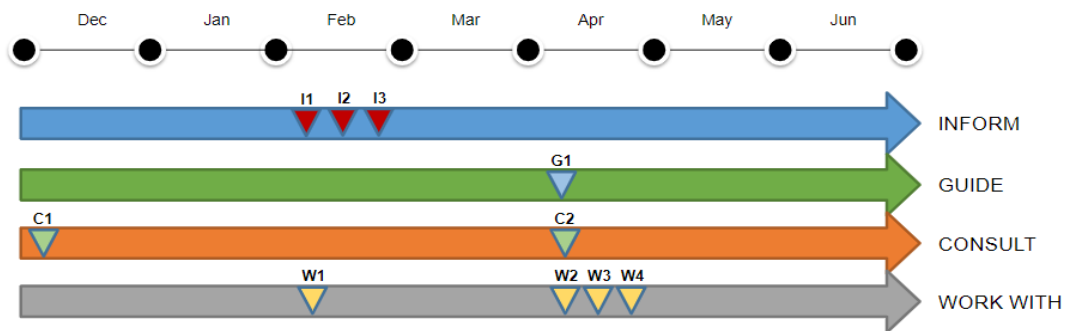 Dec Jan Feb Mar Apr May Jun
I1 I2 I3
INFORM
G1
GUIDE
C1 C2
CONSULT
W1 W2 W3 W4
WORK WITH